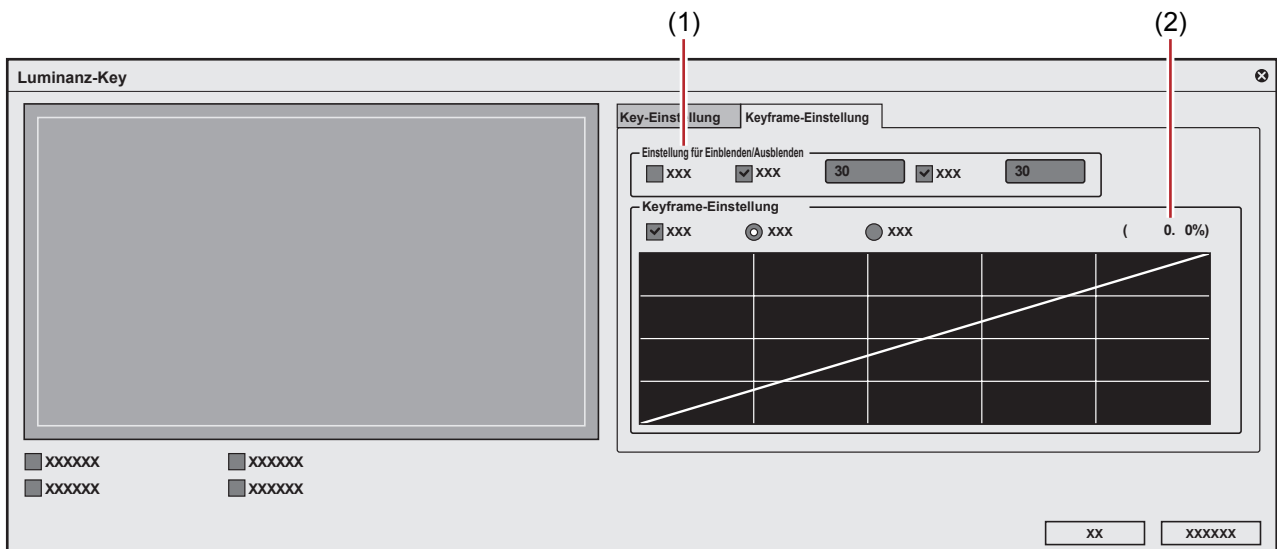 (1) (2)
Luminanz-Key
Key-Einstellung Keyframe-Einstellung
Einstellung für Einblenden/Ausblenden
xxx xxx 30 xxx 30
Keyframe-Einstellung
xxx xxx xxx ( 0. 0%)
xxxxxx xxxxxx
xxxxxx xxxxxx
xx xxxxxx